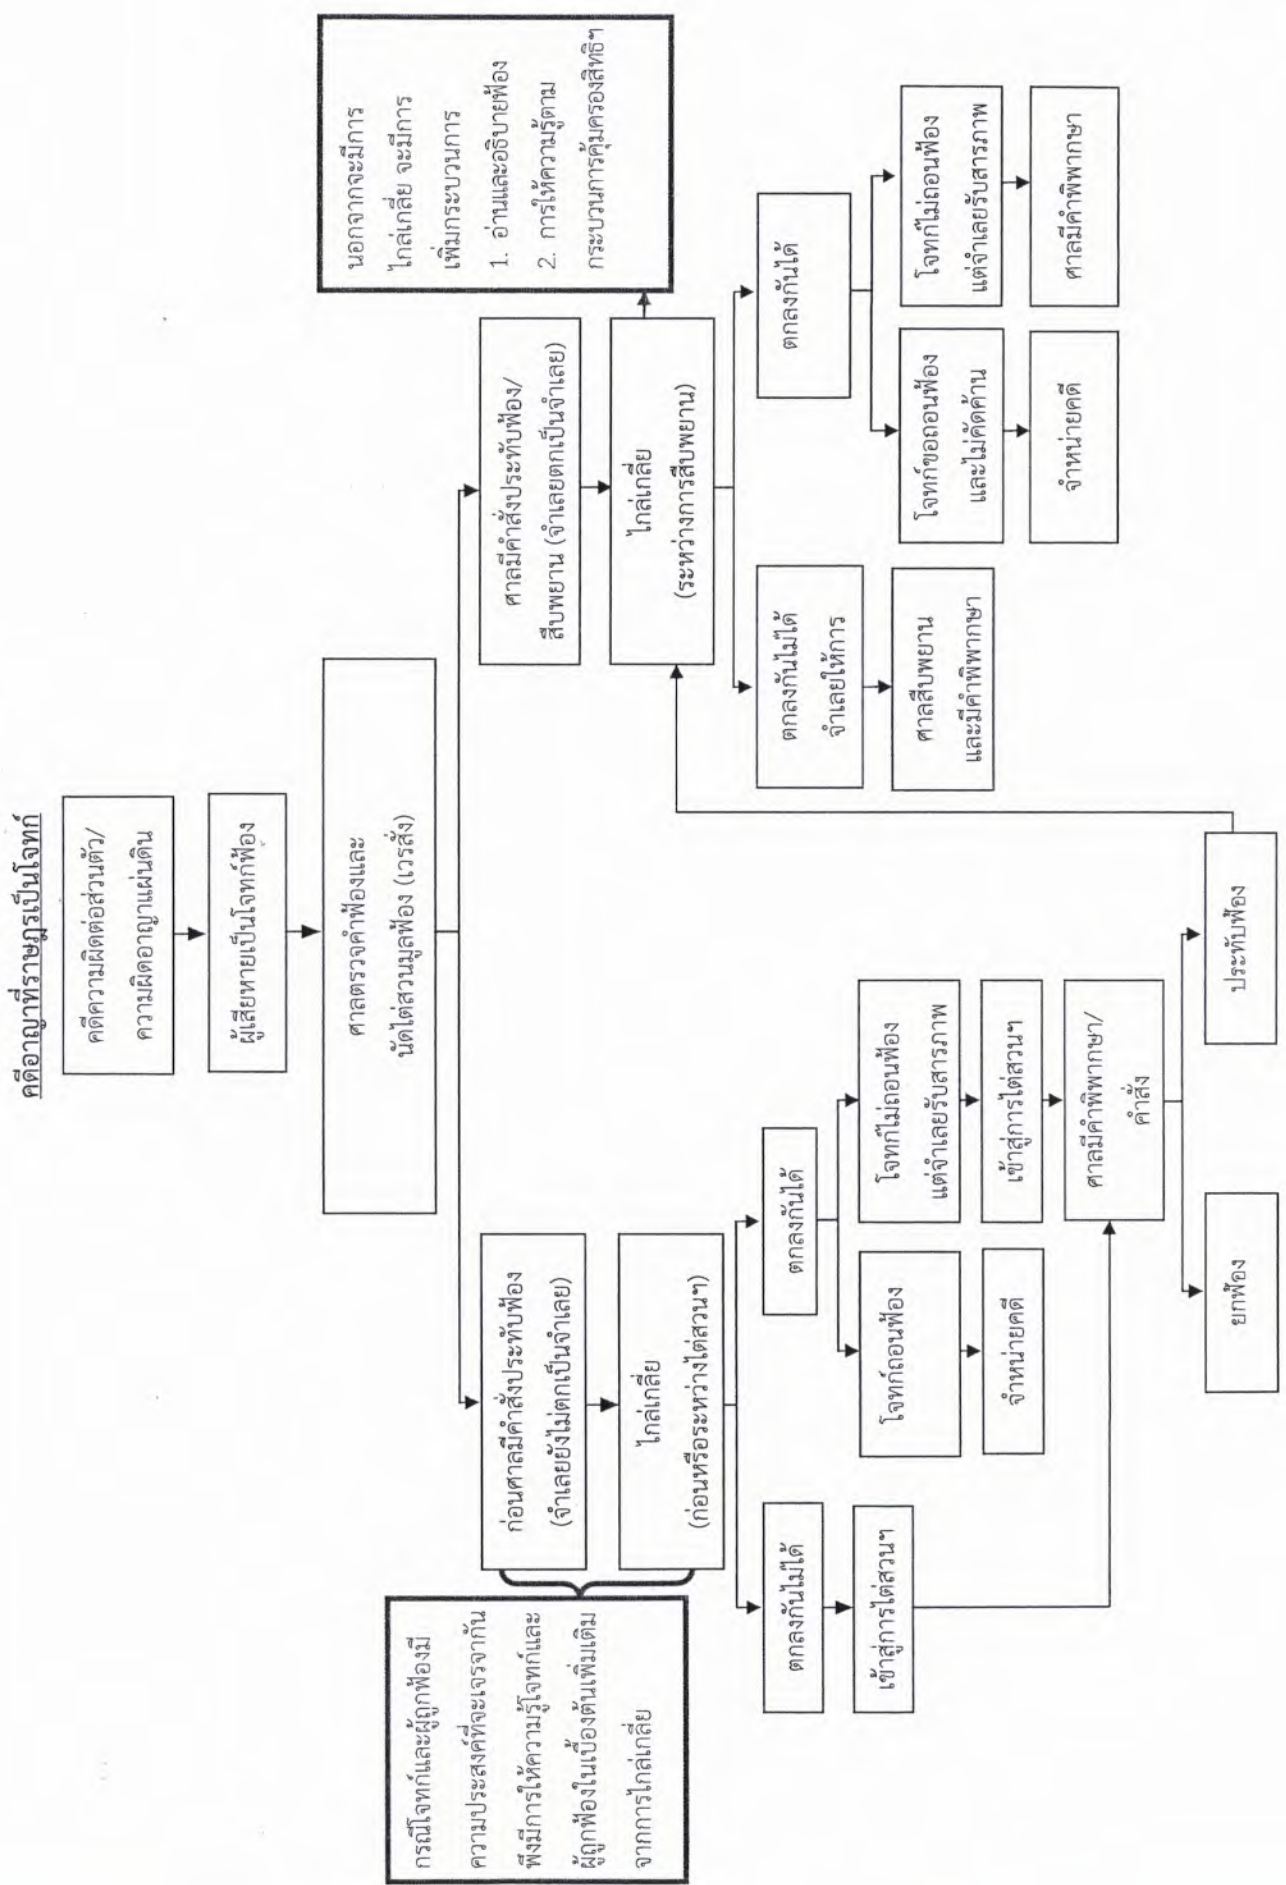 คดีอาญาที่ราษฎรเป็นโจทก์
คดีความผิดต่อส่วนตัว/
ความผิดอาญาแผ่นดิน
ผู้เสียหายเป็นโจทก์ฟ้อง
ศาลตรวจคำฟ้องและ
นัดไต่สวนมูลฟ้อง (เวรสั่ง)
กรณีโจทก์และผู้ถูกฟ้องมี
ความประสงค์ที่จะเจรจากัน
พึงมีการให้ความรู้โจทก์และ
ผู้ถูกฟ้องในเบื้องต้นเพิ่มเติม
จากการไกล่เกลี่ย
ก่อนศาลมีคำสั่งประทับฟ้อง
(จำเลยยังไม่ตกเป็นจำเลย)
ไกล่เกลี่ย
(ก่อนหรือระหว่างไต่สวนฯ)
ตกลงกันไม่ได้
เข้าสู่การไต่สวนฯ
ตกลงกันได้
โจทก์ถอนฟ้อง
จำหน่ายคดี
โจทก์ไม่ถอนฟ้อง
แต่จำเลยรับสารภาพ
เข้าสู่การไต่สวนฯ
ศาลมีคำพิพากษา/
คำสั่ง
ยกฟ้อง
ประทับฟ้อง
ศาลมีคำสั่งประทับฟ้อง/
สืบพยาน (จำเลยตกเป็นจำเลย)
ไกล่เกลี่ย
(ระหว่างการสืบพยาน)
นอกจากจะมีการ
ไกล่เกลี่ย จะมีการ
เพิ่มกระบวนการ
1. อ่านและอธิบายฟ้อง
2. การให้ความรู้ตาม
กระบวนการคุ้มครองสิทธิฯ
ตกลงกันไม่ได้
จำเลยให้การ
ศาลสืบพยาน
และมีคำพิพากษา
ตกลงกันได้
โจทก์ขอถอนฟ้อง
และไม่คัดค้าน
จำหน่ายคดี
โจทก์ไม่ถอนฟ้อง
แต่จำเลยรับสารภาพ
ศาลมีคำพิพากษา